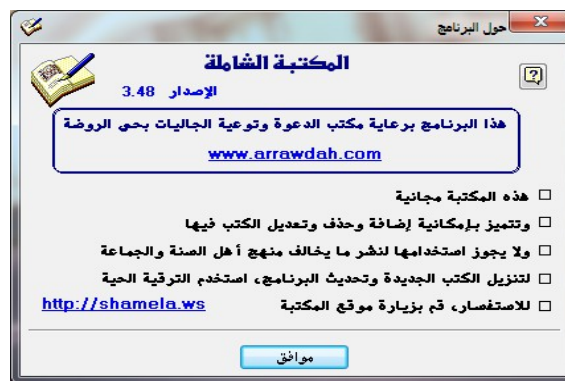 حول البرنامج
المكتبة الشاملة
الإصدار 3.48
هذا البرنامج برعاية مكتب الدعوة وتوعية الجاليات بحي الروضة
www.arrawdah.com
هذه المكتبة مجانية
وتتميز بإمكانية إضافة وحذف وتعديل الكتب فيها
ولا يجوز استخدامها لنشر ما يخالف منهج أهل السنة والجماعة
لتنزيل الكتب الجديدة وتحديث البرنامج، استخدم الترقية الحية
للاستفسار، قم بزيارة موقع المكتبة http://shamela.ws
موافق